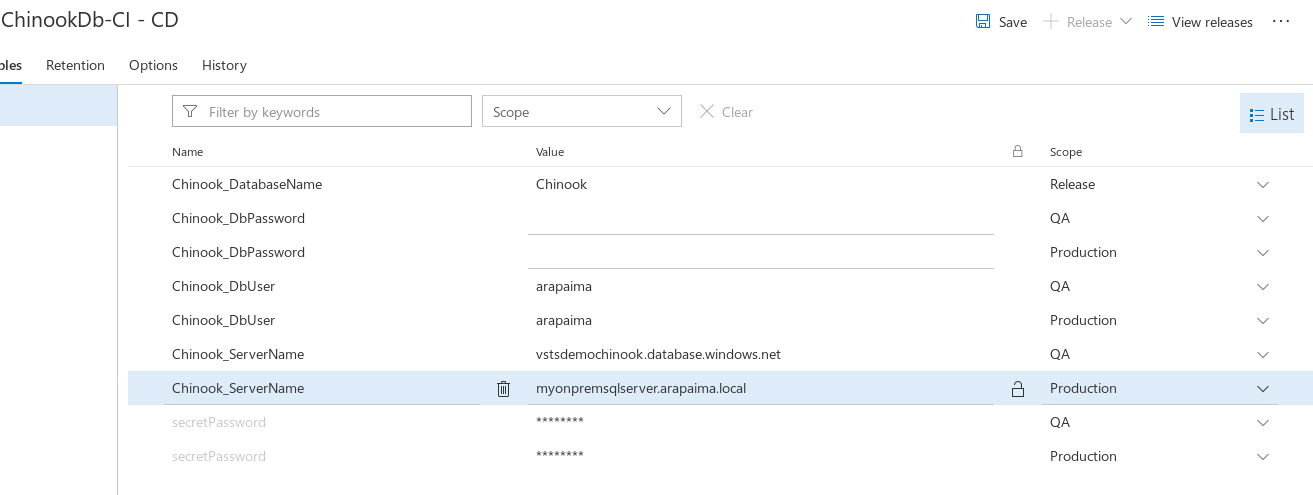 ChinookDb-CI - CD
Save Release View releases ...
bles Retention Options History
Filter by keywords Scope Clear List
Name Value Scope
Chinook_DatabaseName Chinook Release
Chinook_DbPassword QA
Chinook_DbPassword Production
Chinook_DbUser arapaima QA
Chinook_DbUser arapaima Production
Chinook_ServerName vstsdemochinook.database.windows.net QA
Chinook_ServerName myonpremsqlserver.arapaima.local Production
secretPassword ******** QA
secretPassword ******** Production